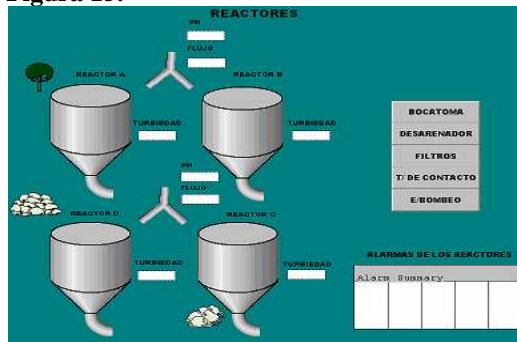 Figura 13.
REACTORES
PH
FLUJO
REACTOR A
REACTOR B
TURBIEDAD
TURBIEDAD
BOCATOMA
DESARENADOR
FILTROS
T/ DE CONTACTO
E/BOMBEO
PH
FLUJO
REACTOR D
REACTOR C
TURBIEDAD
TURBIEDAD
ALARMAS DE LOS REACTORES
Alarm Summary